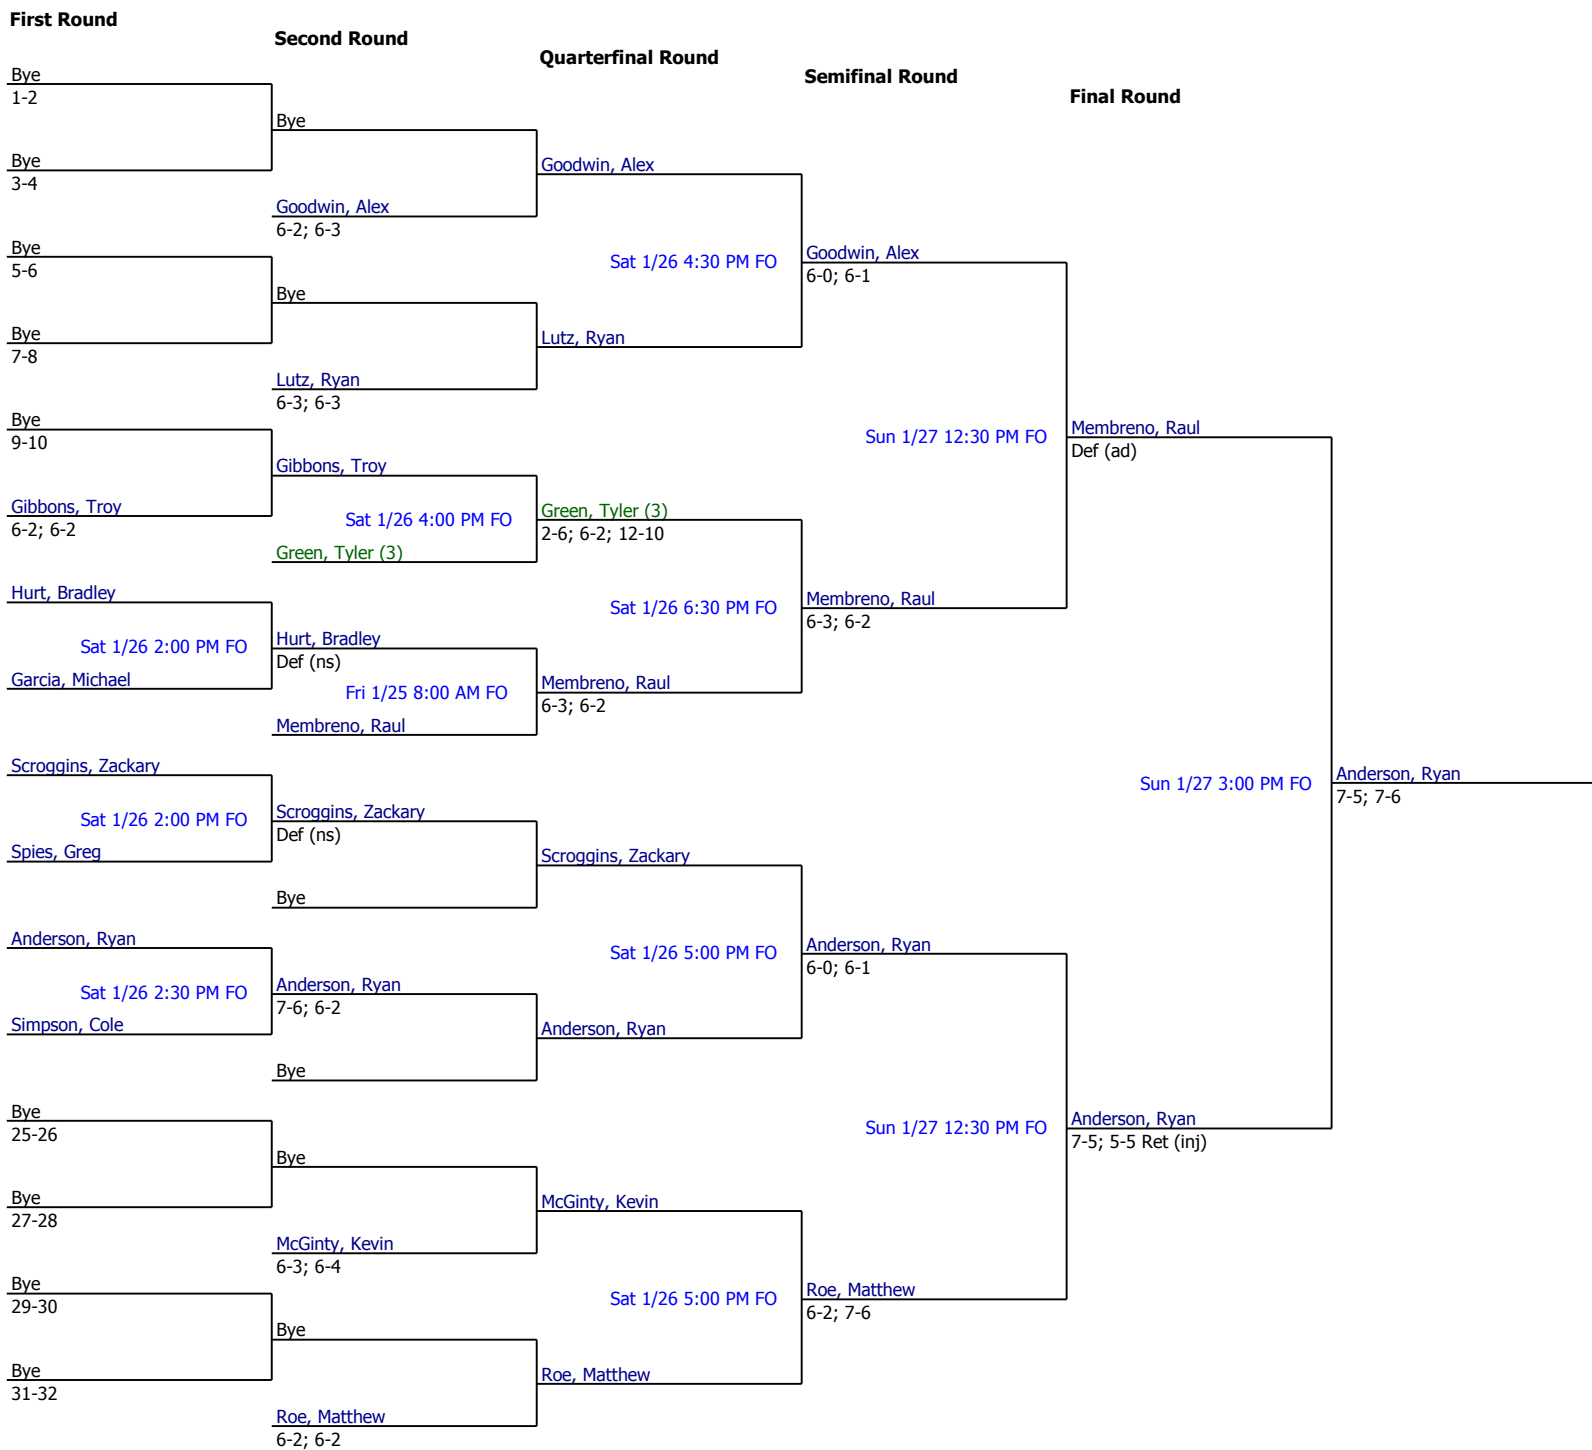 First Round
Second Round
Quarterfinal Round
Semifinal Round
Final Round
Bye
1-2
Bye
Bye
3-4
Goodwin, Alex
Goodwin, Alex
6-2; 6-3
Bye
5-6
Sat 1/26 4:30 PM FO
Goodwin, Alex
6-0; 6-1
Bye
Bye
7-8
Lutz, Ryan
Lutz, Ryan
6-3; 6-3
Bye
9-10
Sun 1/27 12:30 PM FO
Membreno, Raul
Def (ad)
Gibbons, Troy
Gibbons, Troy
6-2; 6-2
Sat 1/26 4:00 PM FO
Green, Tyler (3)
2-6; 6-2; 12-10
Green, Tyler (3)
Hurt, Bradley
Sat 1/26 6:30 PM FO
Membreno, Raul
6-3; 6-2
Sat 1/26 2:00 PM FO
Hurt, Bradley
Def (ns)
Garcia, Michael
Fri 1/25 8:00 AM FO
Membreno, Raul
6-3; 6-2
Membreno, Raul
Scroggins, Zackary
Sun 1/27 3:00 PM FO
Anderson, Ryan
7-5; 7-6
Sat 1/26 2:00 PM FO
Scroggins, Zackary
Def (ns)
Spies, Greg
Scroggins, Zackary
Bye
Anderson, Ryan
Sat 1/26 5:00 PM FO
Anderson, Ryan
6-0; 6-1
Sat 1/26 2:30 PM FO
Anderson, Ryan
7-6; 6-2
Simpson, Cole
Anderson, Ryan
Bye
Bye
25-26
Sun 1/27 12:30 PM FO
Anderson, Ryan
7-5; 5-5 Ret (inj)
Bye
Bye
27-28
McGinty, Kevin
McGinty, Kevin
6-3; 6-4
Bye
29-30
Sat 1/26 5:00 PM FO
Roe, Matthew
6-2; 7-6
Bye
Bye
31-32
Roe, Matthew
Roe, Matthew
6-2; 6-2